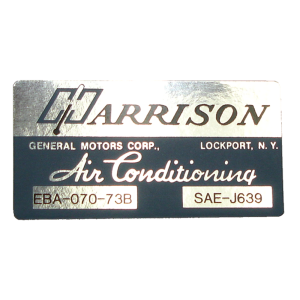 HARRISON
GENERAL MOTORS CORP., LOCKPORT, N.Y.
Air Conditioning
EBA-070-73B SAE-J639